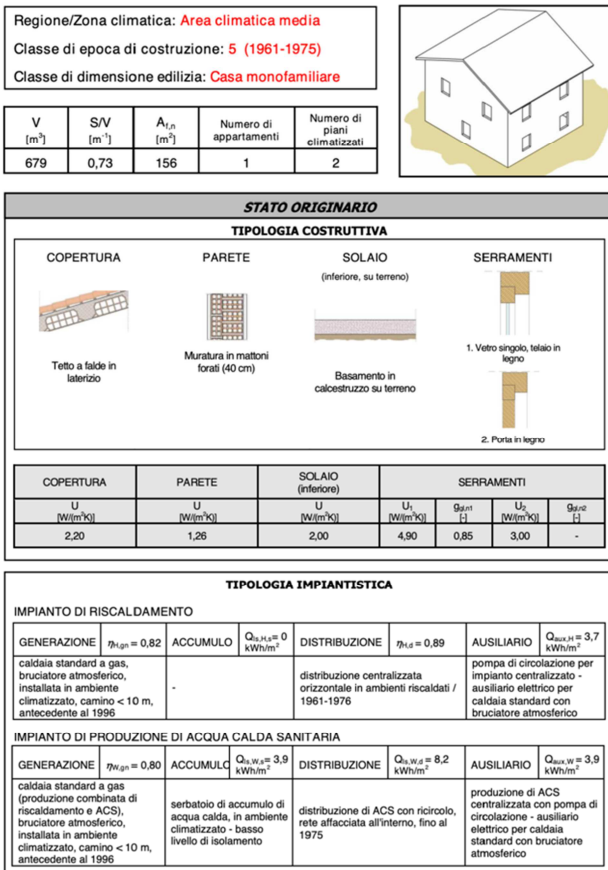 Regione/Zona climatica: Area climatica media
Classe di epoca di costruzione: 5 (1961-1975)
Classe di dimensione edilizia: Casa monofamiliare
V [m³] S/V [m⁻¹] A_f,n [m²] Numero di appartamenti Numero di piani climatizzati
679 0,73 156 1 2
STATO ORIGINARIO
TIPOLOGIA COSTRUTTIVA
COPERTURA PARETE SOLAIO SERRAMENTI
(inferiore, su terreno)
Tetto a falde in
laterizio
Muratura in mattoni
forati (40 cm)
Basamento in
calcestruzzo su terreno
1. Vetro singolo, telaio in
legno
2. Porta in legno
COPERTURA PARETE SOLAIO (inferiore) SERRAMENTI
U [W/(m²K)] U [W/(m²K)] U [W/(m²K)] U₁ [W/(m²K)] g_gl,n1 [-] U₂ [W/(m²K)] g_gl,n2 [-]
2,20 1,26 2,00 4,90 0,85 3,00 -
TIPOLOGIA IMPIANTISTICA
IMPIANTO DI RISCALDAMENTO
GENERAZIONE η_H,gn = 0,82 ACCUMULO Q_ls,H,s= 0 kWh/m² DISTRIBUZIONE η_H,d = 0,89 AUSILIARIO Q_aux,H = 3,7 kWh/m²
caldaia standard a gas,
bruciatore atmosferico,
installata in ambiente
climatizzato, camino < 10 m,
antecedente al 1996
-
distribuzione centralizzata
orizzontale in ambienti riscaldati /
1961-1976
pompa di circolazione per
impianto centralizzato -
ausiliario elettrico per
caldaia standard con
bruciatore atmosferico
IMPIANTO DI PRODUZIONE DI ACQUA CALDA SANITARIA
GENERAZIONE η_W,gn = 0,80 ACCUMULO Q_ls,W,s= 3,9 kWh/m² DISTRIBUZIONE Q_ls,W,d = 8,2 kWh/m² AUSILIARIO Q_aux,W = 3,9 kWh/m²
caldaia standard a gas
(produzione combinata di
riscaldamento e ACS),
bruciatore atmosferico,
installata in ambiente
climatizzato, camino < 10 m,
antecedente al 1996
serbatoio di accumulo di
acqua calda, in ambiente
climatizzato - basso
livello di isolamento
distribuzione di ACS con ricircolo,
rete affacciata all'interno, fino al
1975
produzione di ACS
centralizzata con pompa di
circolazione - ausiliario
elettrico per caldaia
standard con bruciatore
atmosferico